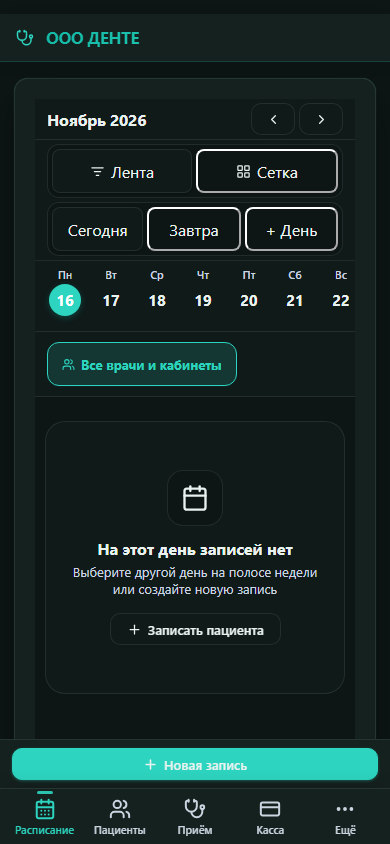 ООО ДЕНТЕ
Ноябрь 2026
Лента
Сетка
Сегодня
Завтра
+ День
Пн Вт Ср Чт Пт Сб Вс
16 17 18 19 20 21 22
Все врачи и кабинеты
На этот день записей нет
Выберите другой день на полосе недели
или создайте новую запись
+ Записать пациента
+ Новая запись
Расписание Пациенты Приём Касса Ещё